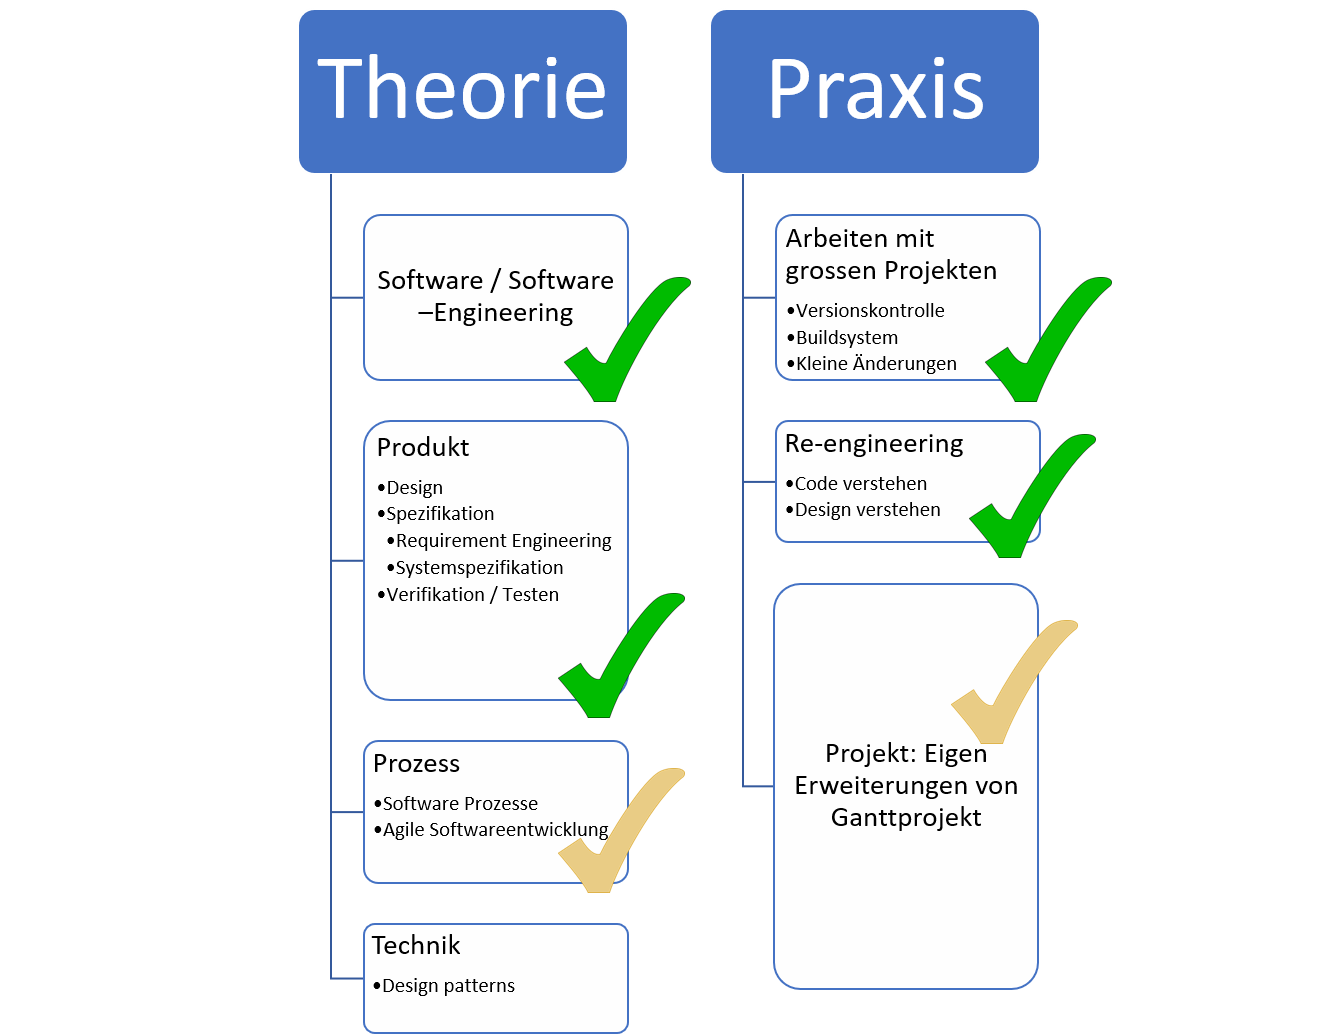 Theorie
Software / Software
–Engineering
Produkt
•Design
•Spezifikation
•Requirement Engineering
•Systemspezifikation
•Verifikation / Testen
Prozess
•Software Prozesse
•Agile Softwareentwicklung
Technik
•Design patterns
Praxis
Arbeiten mit
grossen Projekten
•Versionskontrolle
•Buildsystem
•Kleine Änderungen
Re-engineering
•Code verstehen
•Design verstehen
Projekt: Eigen
Erweiterungen von
Ganttprojekt